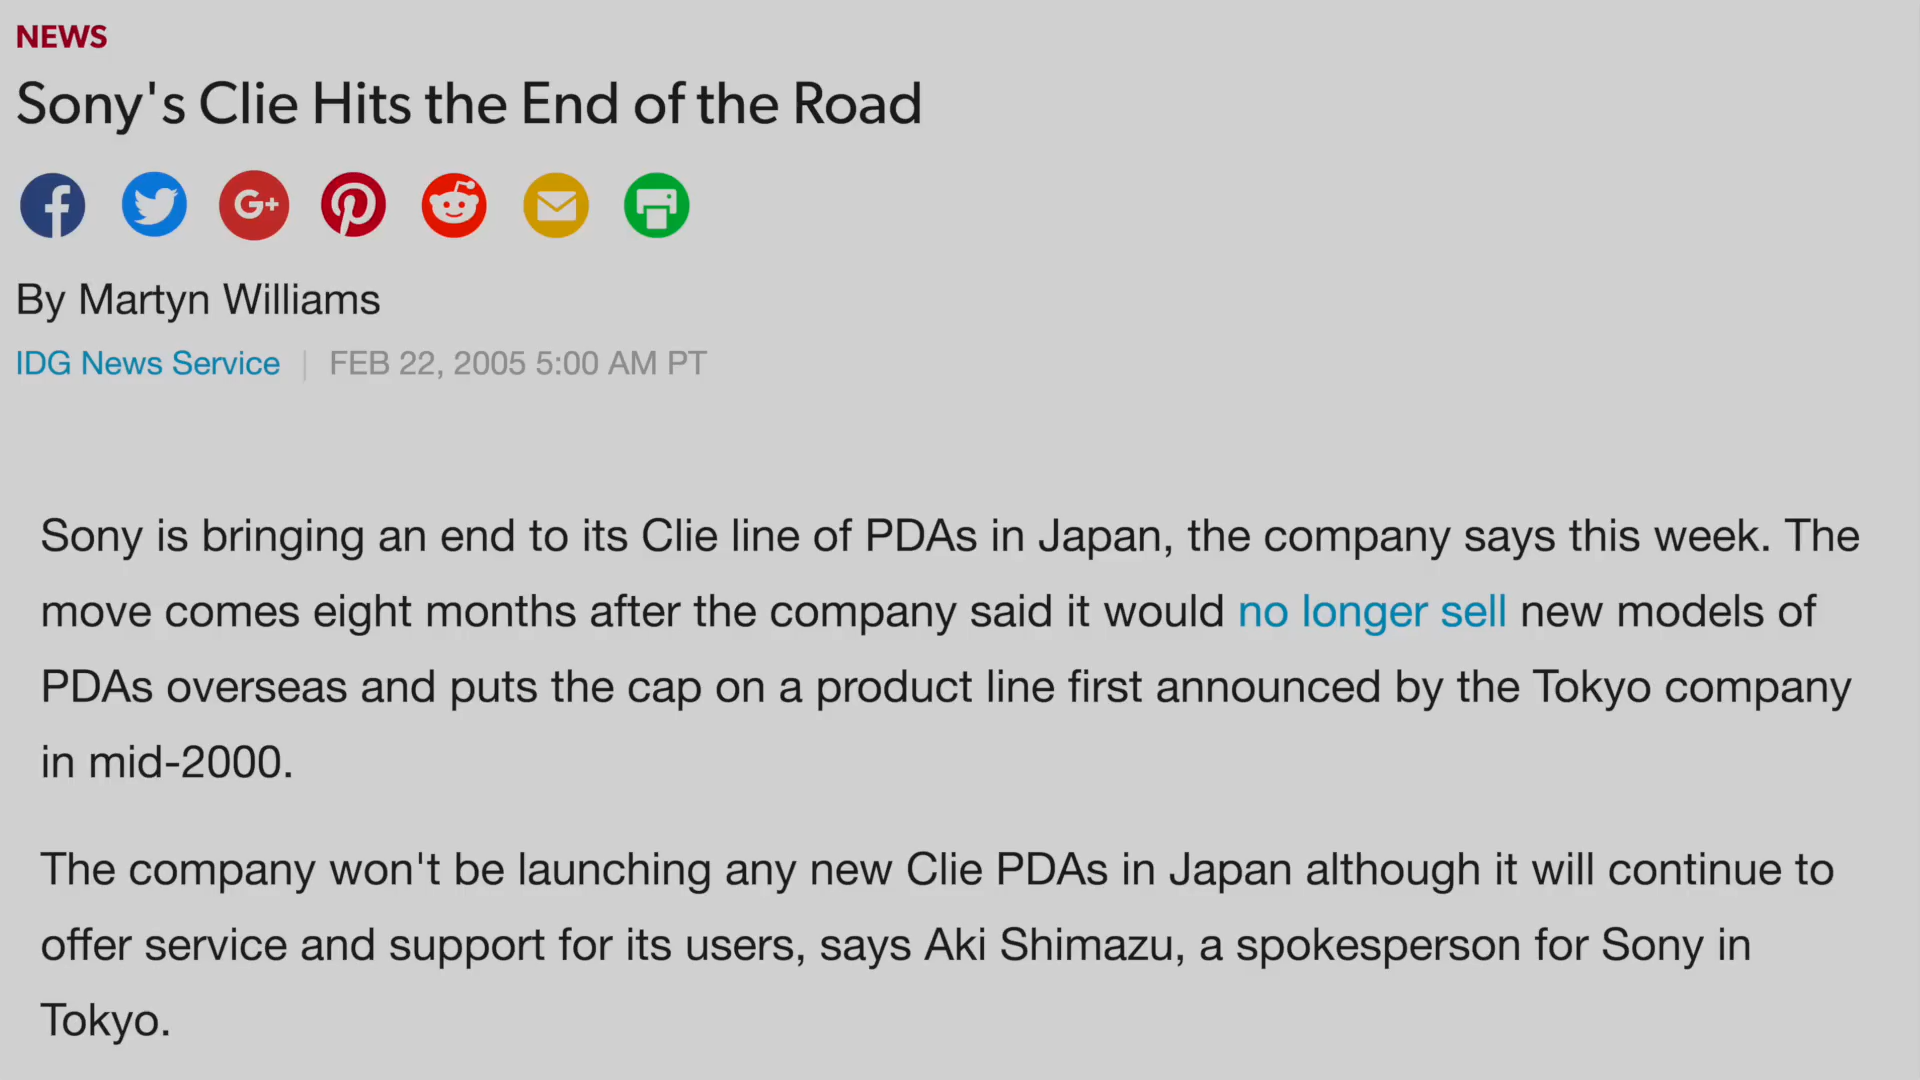 NEWS
Sony's Clie Hits the End of the Road
G+
By Martyn Williams
IDG News Service | FEB 22, 2005 5:00 AM PT
Sony is bringing an end to its Clie line of PDAs in Japan, the company says this week. The
move comes eight months after the company said it would no longer sell new models of
PDAs overseas and puts the cap on a product line first announced by the Tokyo company
in mid-2000.
The company won't be launching any new Clie PDAs in Japan although it will continue to
offer service and support for its users, says Aki Shimazu, a spokesperson for Sony in
Tokyo.